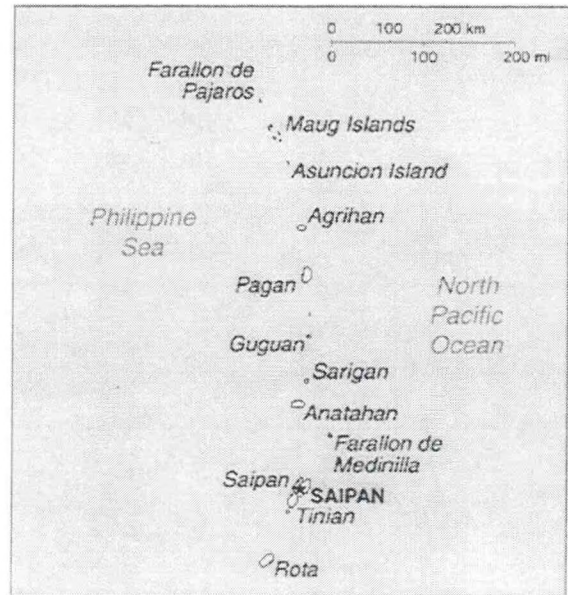 0 100 200 km
0 100 200 mi
Farallon de
Pajaros
Maug Islands
Asuncion Island
Agrihan
Philippine
Sea
Pagan
North
Pacific
Ocean
Guguan
Sarigan
Anatahan
Farallon de
Medinilla
Saipan
SAIPAN
Tinian
Rota